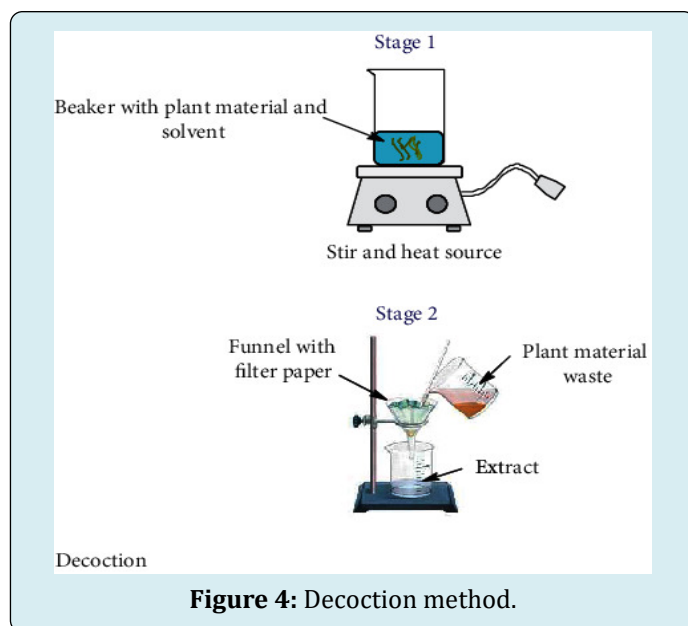 Stage 1
Beaker with plant material and
solvent
Stir and heat source
Stage 2
Funnel with
filter paper
Plant material
waste
Extract
Decoction
Figure 4: Decoction method.